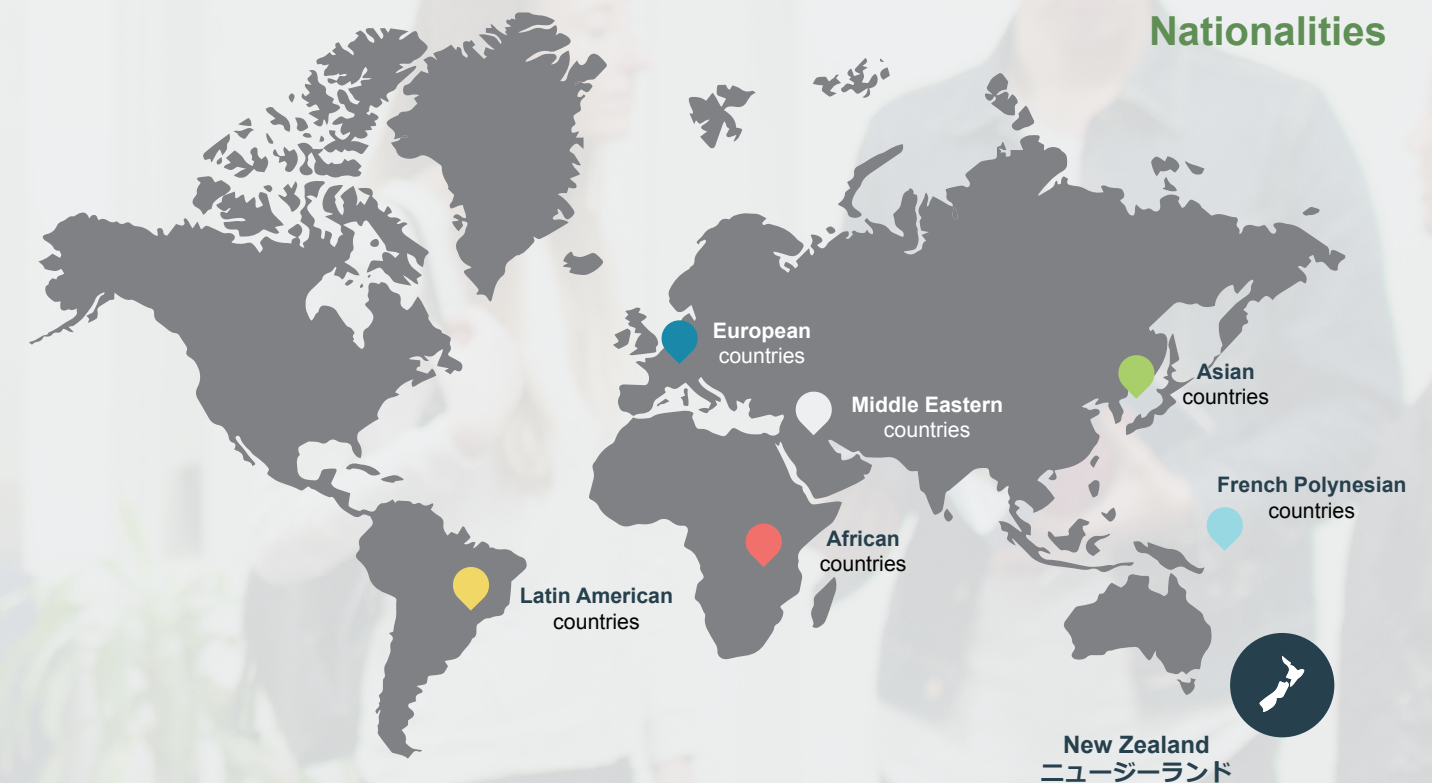 Nationalities
European
countries
Middle Eastern
countries
Asian
countries
French Polynesian
countries
African
countries
Latin American
countries
New Zealand
ニュージーランド